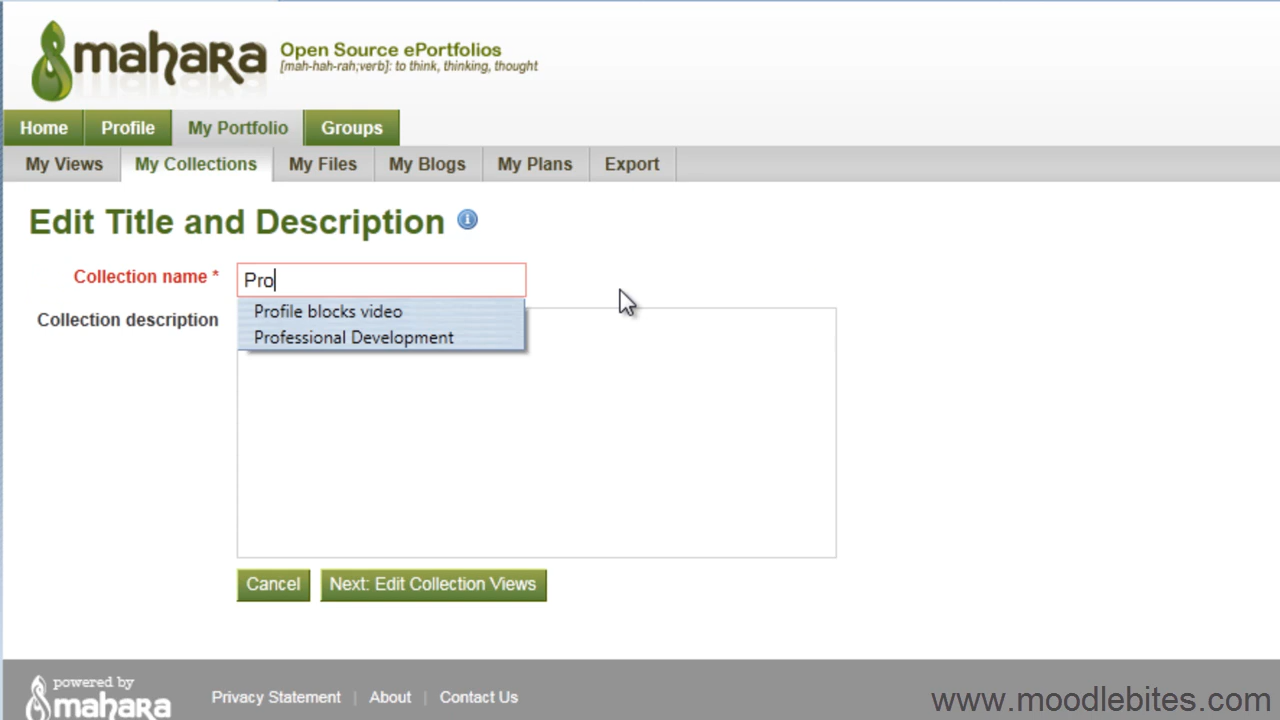 mahara
Open Source ePortfolios
[mah-hah-rah;verb]: to think, thinking, thought
Home Profile My Portfolio Groups
My Views My Collections My Files My Blogs My Plans Export
Edit Title and Description i
Collection name * Pro
Profile blocks video
Collection description
Professional Development
Cancel Next: Edit Collection Views
powered by
mahara
Privacy Statement | About | Contact Us
www.moodlebites.com